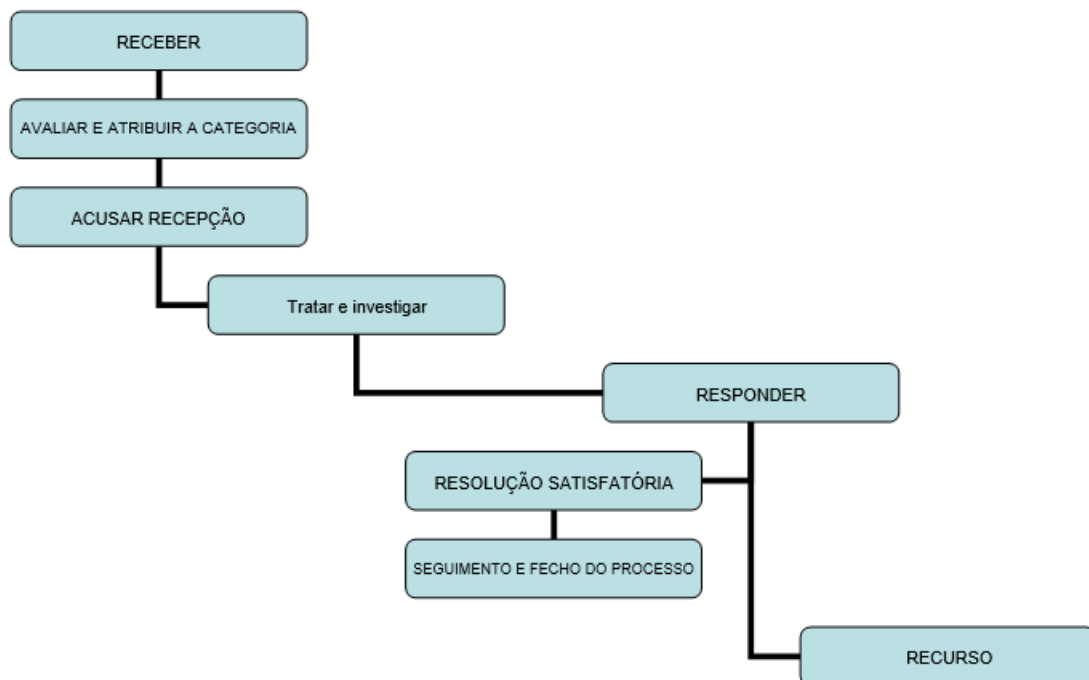 RECEBER
AVALIAR E ATRIBUIR A CATEGORIA
ACUSAR RECEPÇÃO
Tratar e investigar
RESPONDER
RESOLUÇÃO SATISFATÓRIA
SEGUIMENTO E FECHO DO PROCESSO
RECURSO